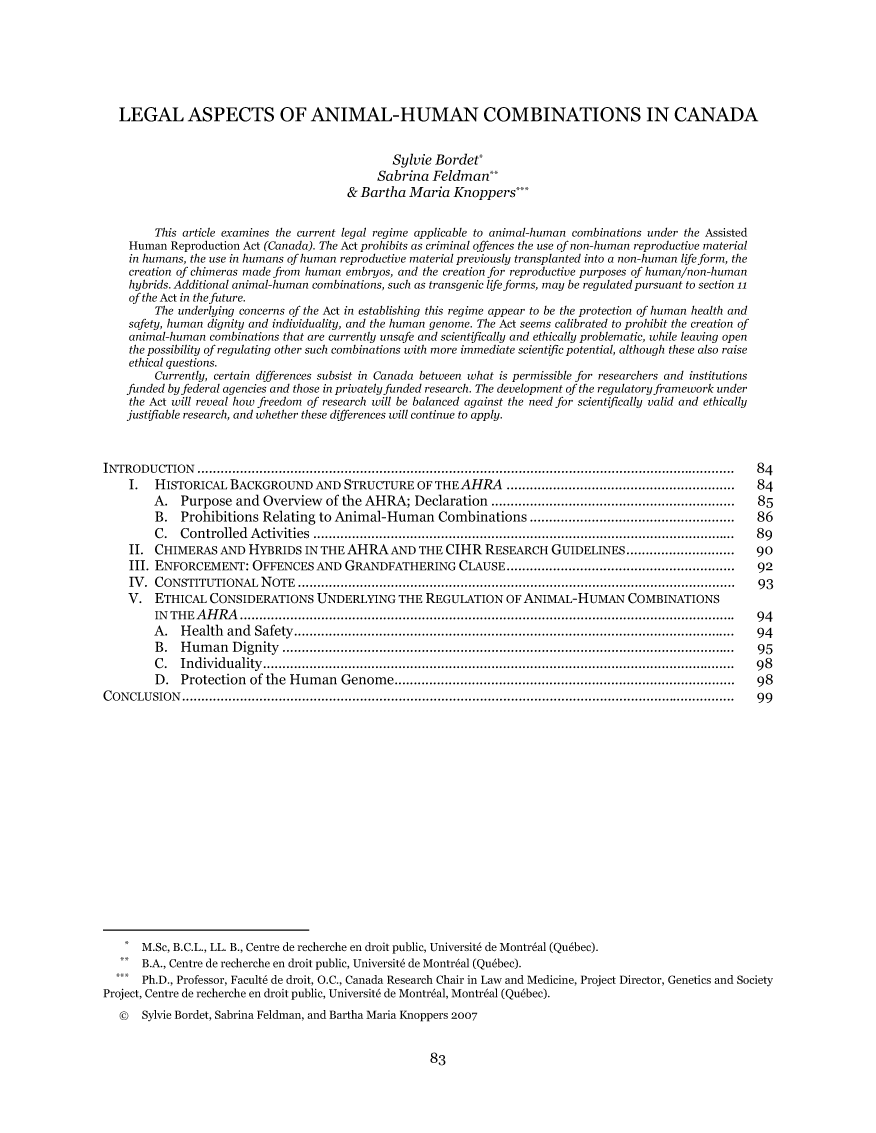 LEGAL ASPECTS OF ANIMAL-HUMAN COMBINATIONS IN CANADA
Sylvie Bordet*
Sabrina Feldman**
& Bartha Maria Knoppers***
This article examines the current legal regime applicable to animal-human combinations under the Assisted
Human Reproduction Act (Canada). The Act prohibits as criminal offences the use of non-human reproductive material
in humans, the use in humans of human reproductive material previously transplanted into a non-human life form, the
creation of chimeras made from human embryos, and the creation for reproductive purposes of human/non-human
hybrids. Additional animal-human combinations, such as transgenic life forms, may be regulated pursuant to section 11
of the Act in the future.
The underlying concerns of the Act in establishing this regime appear to be the protection of human health and
safety, human dignity and individuality, and the human genome. The Act seems calibrated to prohibit the creation of
animal-human combinations that are currently unsafe and scientifically and ethically problematic, while leaving open
the possibility of regulating other such combinations with more immediate scientific potential, although these also raise
ethical questions.
Currently, certain differences subsist in Canada between what is permissible for researchers and institutions
funded by federal agencies and those in privately funded research. The development of the regulatory framework under
the Act will reveal how freedom of research will be balanced against the need for scientifically valid and ethically
justifiable research, and whether these differences will continue to apply.
INTRODUCTION ........ 84
I. HISTORICAL BACKGROUND AND STRUCTURE OF THE AHRA ........ 84
A. Purpose and Overview of the AHRA; Declaration ........ 85
B. Prohibitions Relating to Animal-Human Combinations ........ 86
C. Controlled Activities ........ 89
II. CHIMERAS AND HYBRIDS IN THE AHRA AND THE CIHR RESEARCH GUIDELINES ........ 90
III. ENFORCEMENT: OFFENCES AND GRANDFATHERING CLAUSE ........ 92
IV. CONSTITUTIONAL NOTE ........ 93
V. ETHICAL CONSIDERATIONS UNDERLYING THE REGULATION OF ANIMAL-HUMAN COMBINATIONS
IN THE AHRA ........ 94
A. Health and Safety ........ 94
B. Human Dignity ........ 95
C. Individuality ........ 98
D. Protection of the Human Genome ........ 98
CONCLUSION ........ 99
* M.Sc, B.C.L., LL. B., Centre de recherche en droit public, Université de Montréal (Québec).
** B.A., Centre de recherche en droit public, Université de Montréal (Québec).
*** Ph.D., Professor, Faculté de droit, O.C., Canada Research Chair in Law and Medicine, Project Director, Genetics and Society
Project, Centre de recherche en droit public, Université de Montréal, Montréal (Québec).
© Sylvie Bordet, Sabrina Feldman, and Bartha Maria Knoppers 2007
83